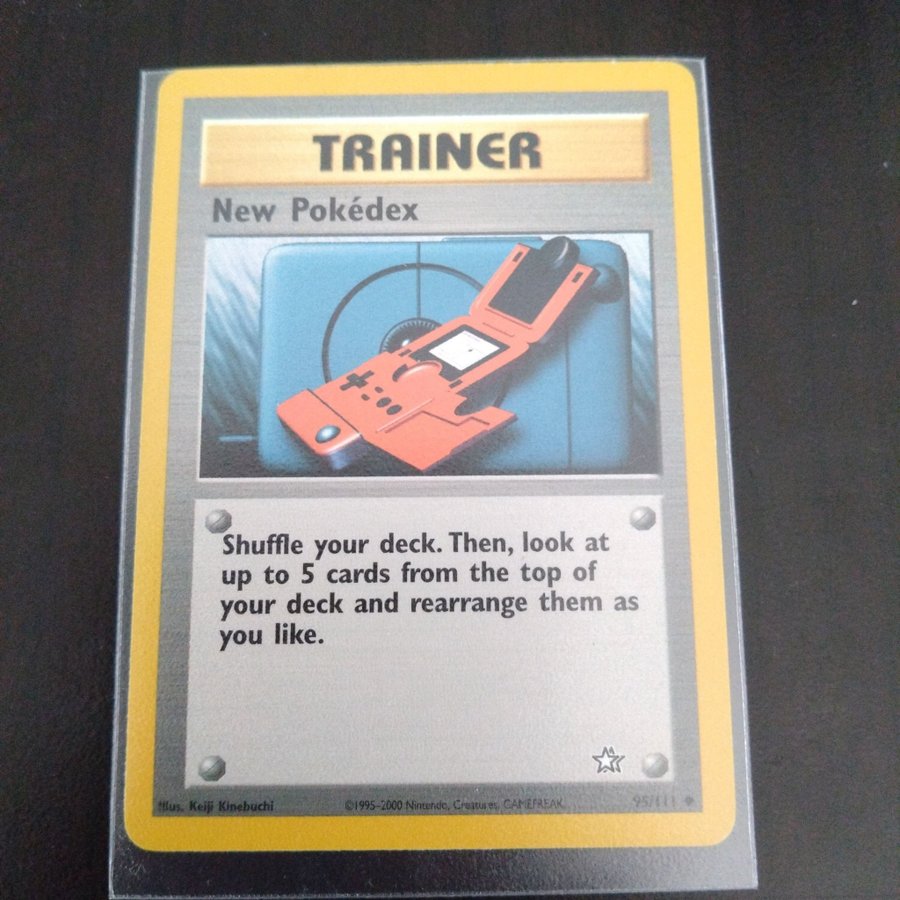 TRAINER
New Pokédex
Shuffle your deck. Then, look at
up to 5 cards from the top of
your deck and rearrange them as
you like.
Illus. Keiji Kinebuchi
©1995–2000 Nintendo, Creatures, GAMEFREAK.
95/111